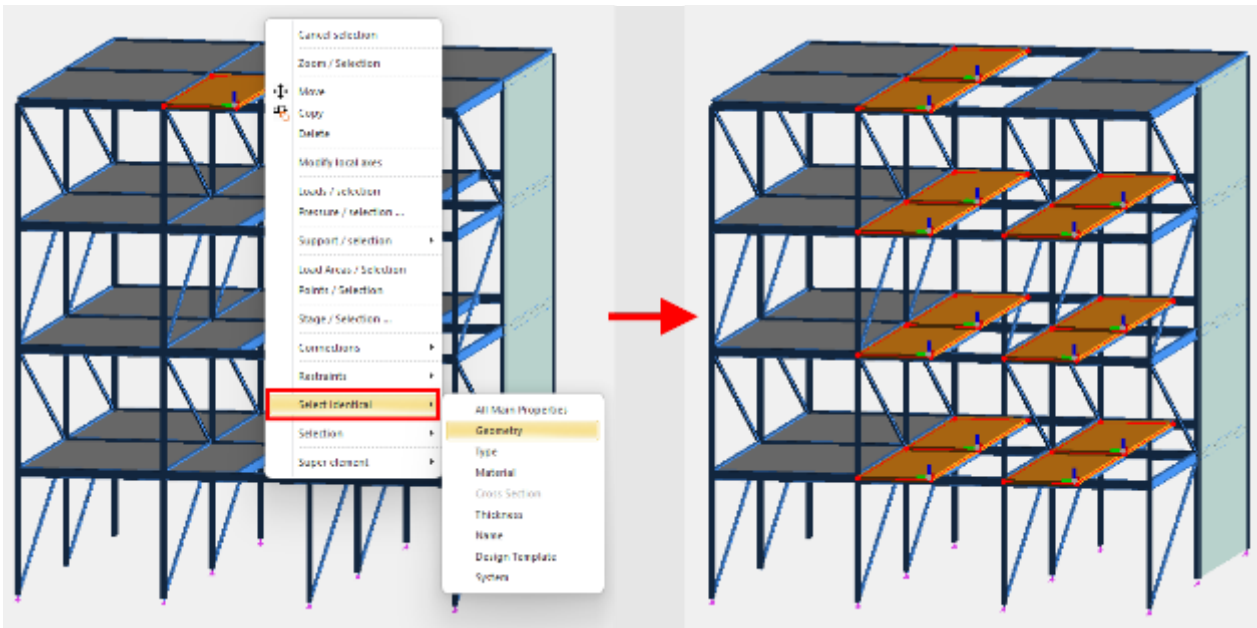 Cancel selection
Zoom / Selection
Move
Copy
Delete
Modify local axes
Loads / selection
Pressure / selection ...
Support / selection
Load Areas / Selection
Points / Selection
Stage / Selection ...
Connections
Restraints
Select identical
Selection
Super element
All Main Properties
Geometry
Type
Material
Cross Section
Thickness
Name
Design Template
System